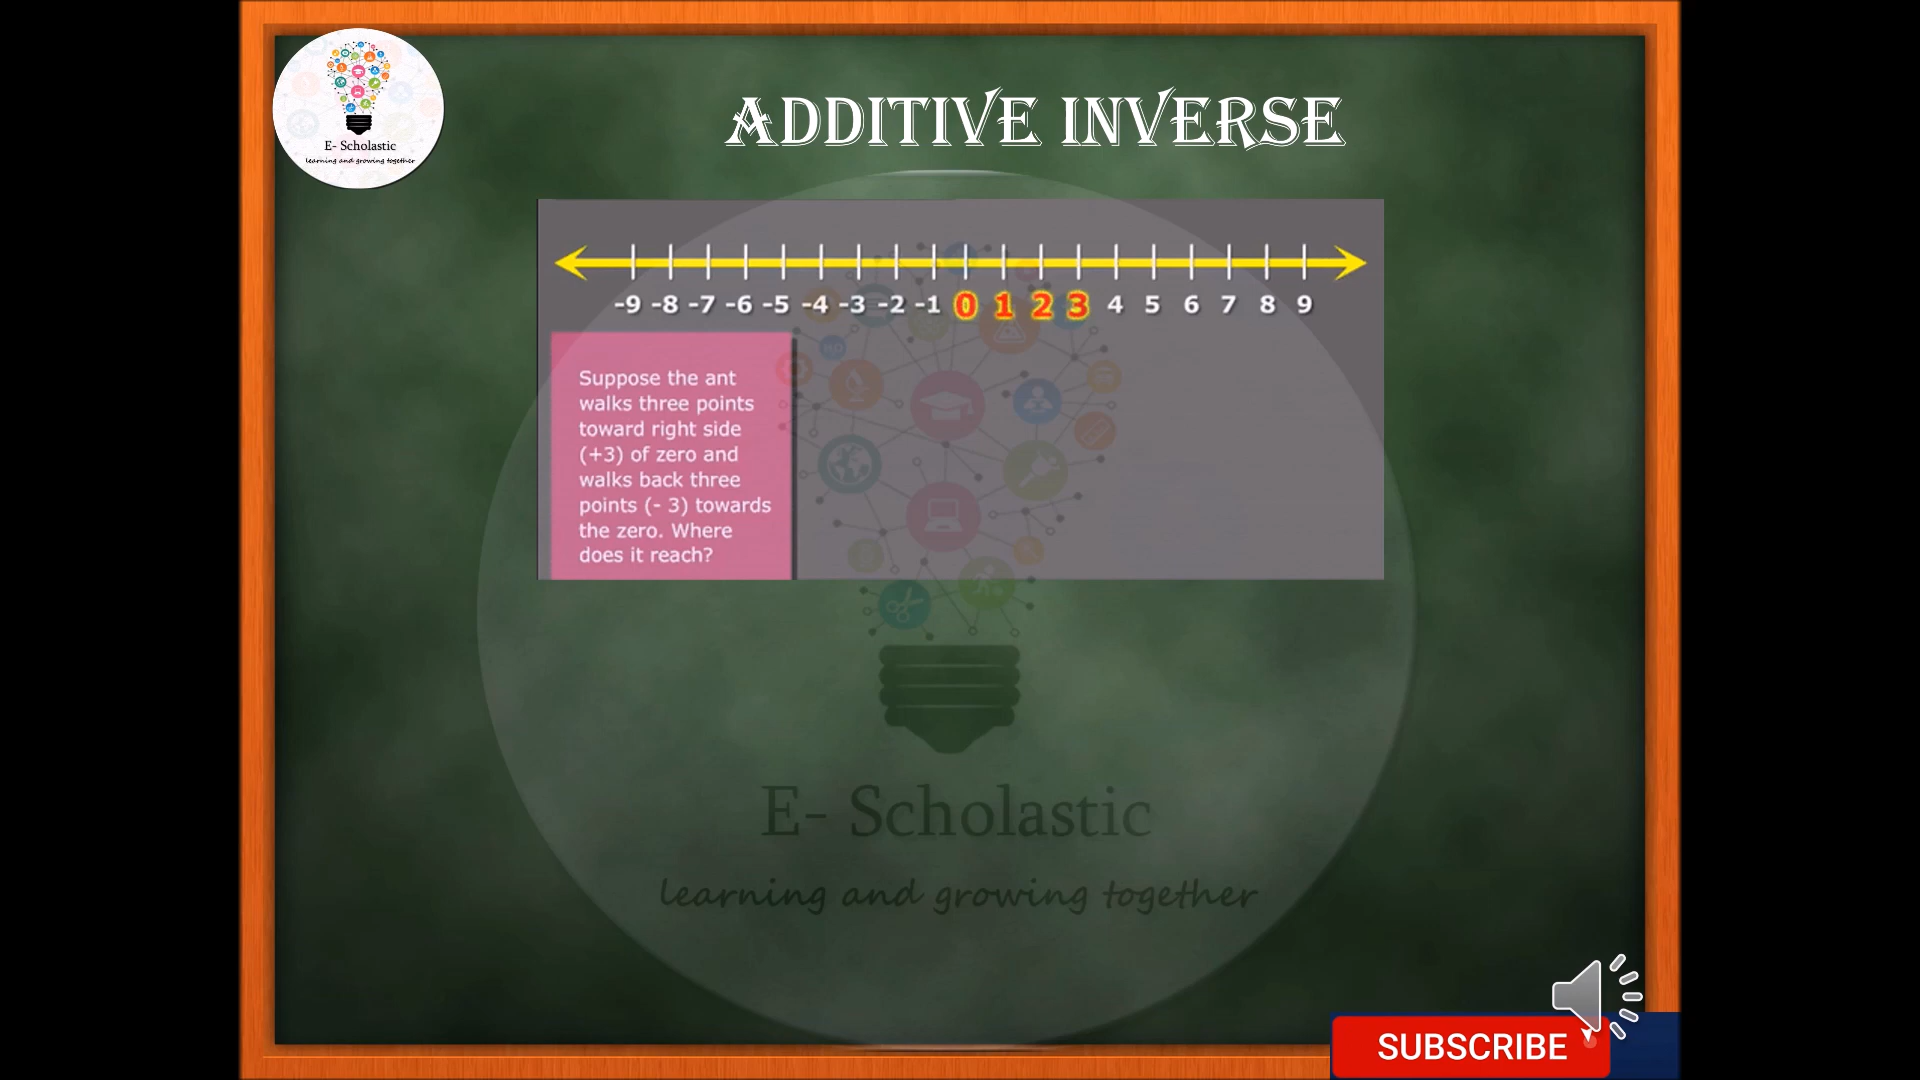 E- Scholastic
learning and growing together
ADDITIVE INVERSE
-9 -8 -7 -6 -5 -4 -3 -2 -1 0 1 2 3 4 5 6 7 8 9
Suppose the ant
walks three points
toward right side
(+3) of zero and
walks back three
points (- 3) towards
the zero. Where
does it reach?
E- Scholastic
learning and growing together
SUBSCRIBE